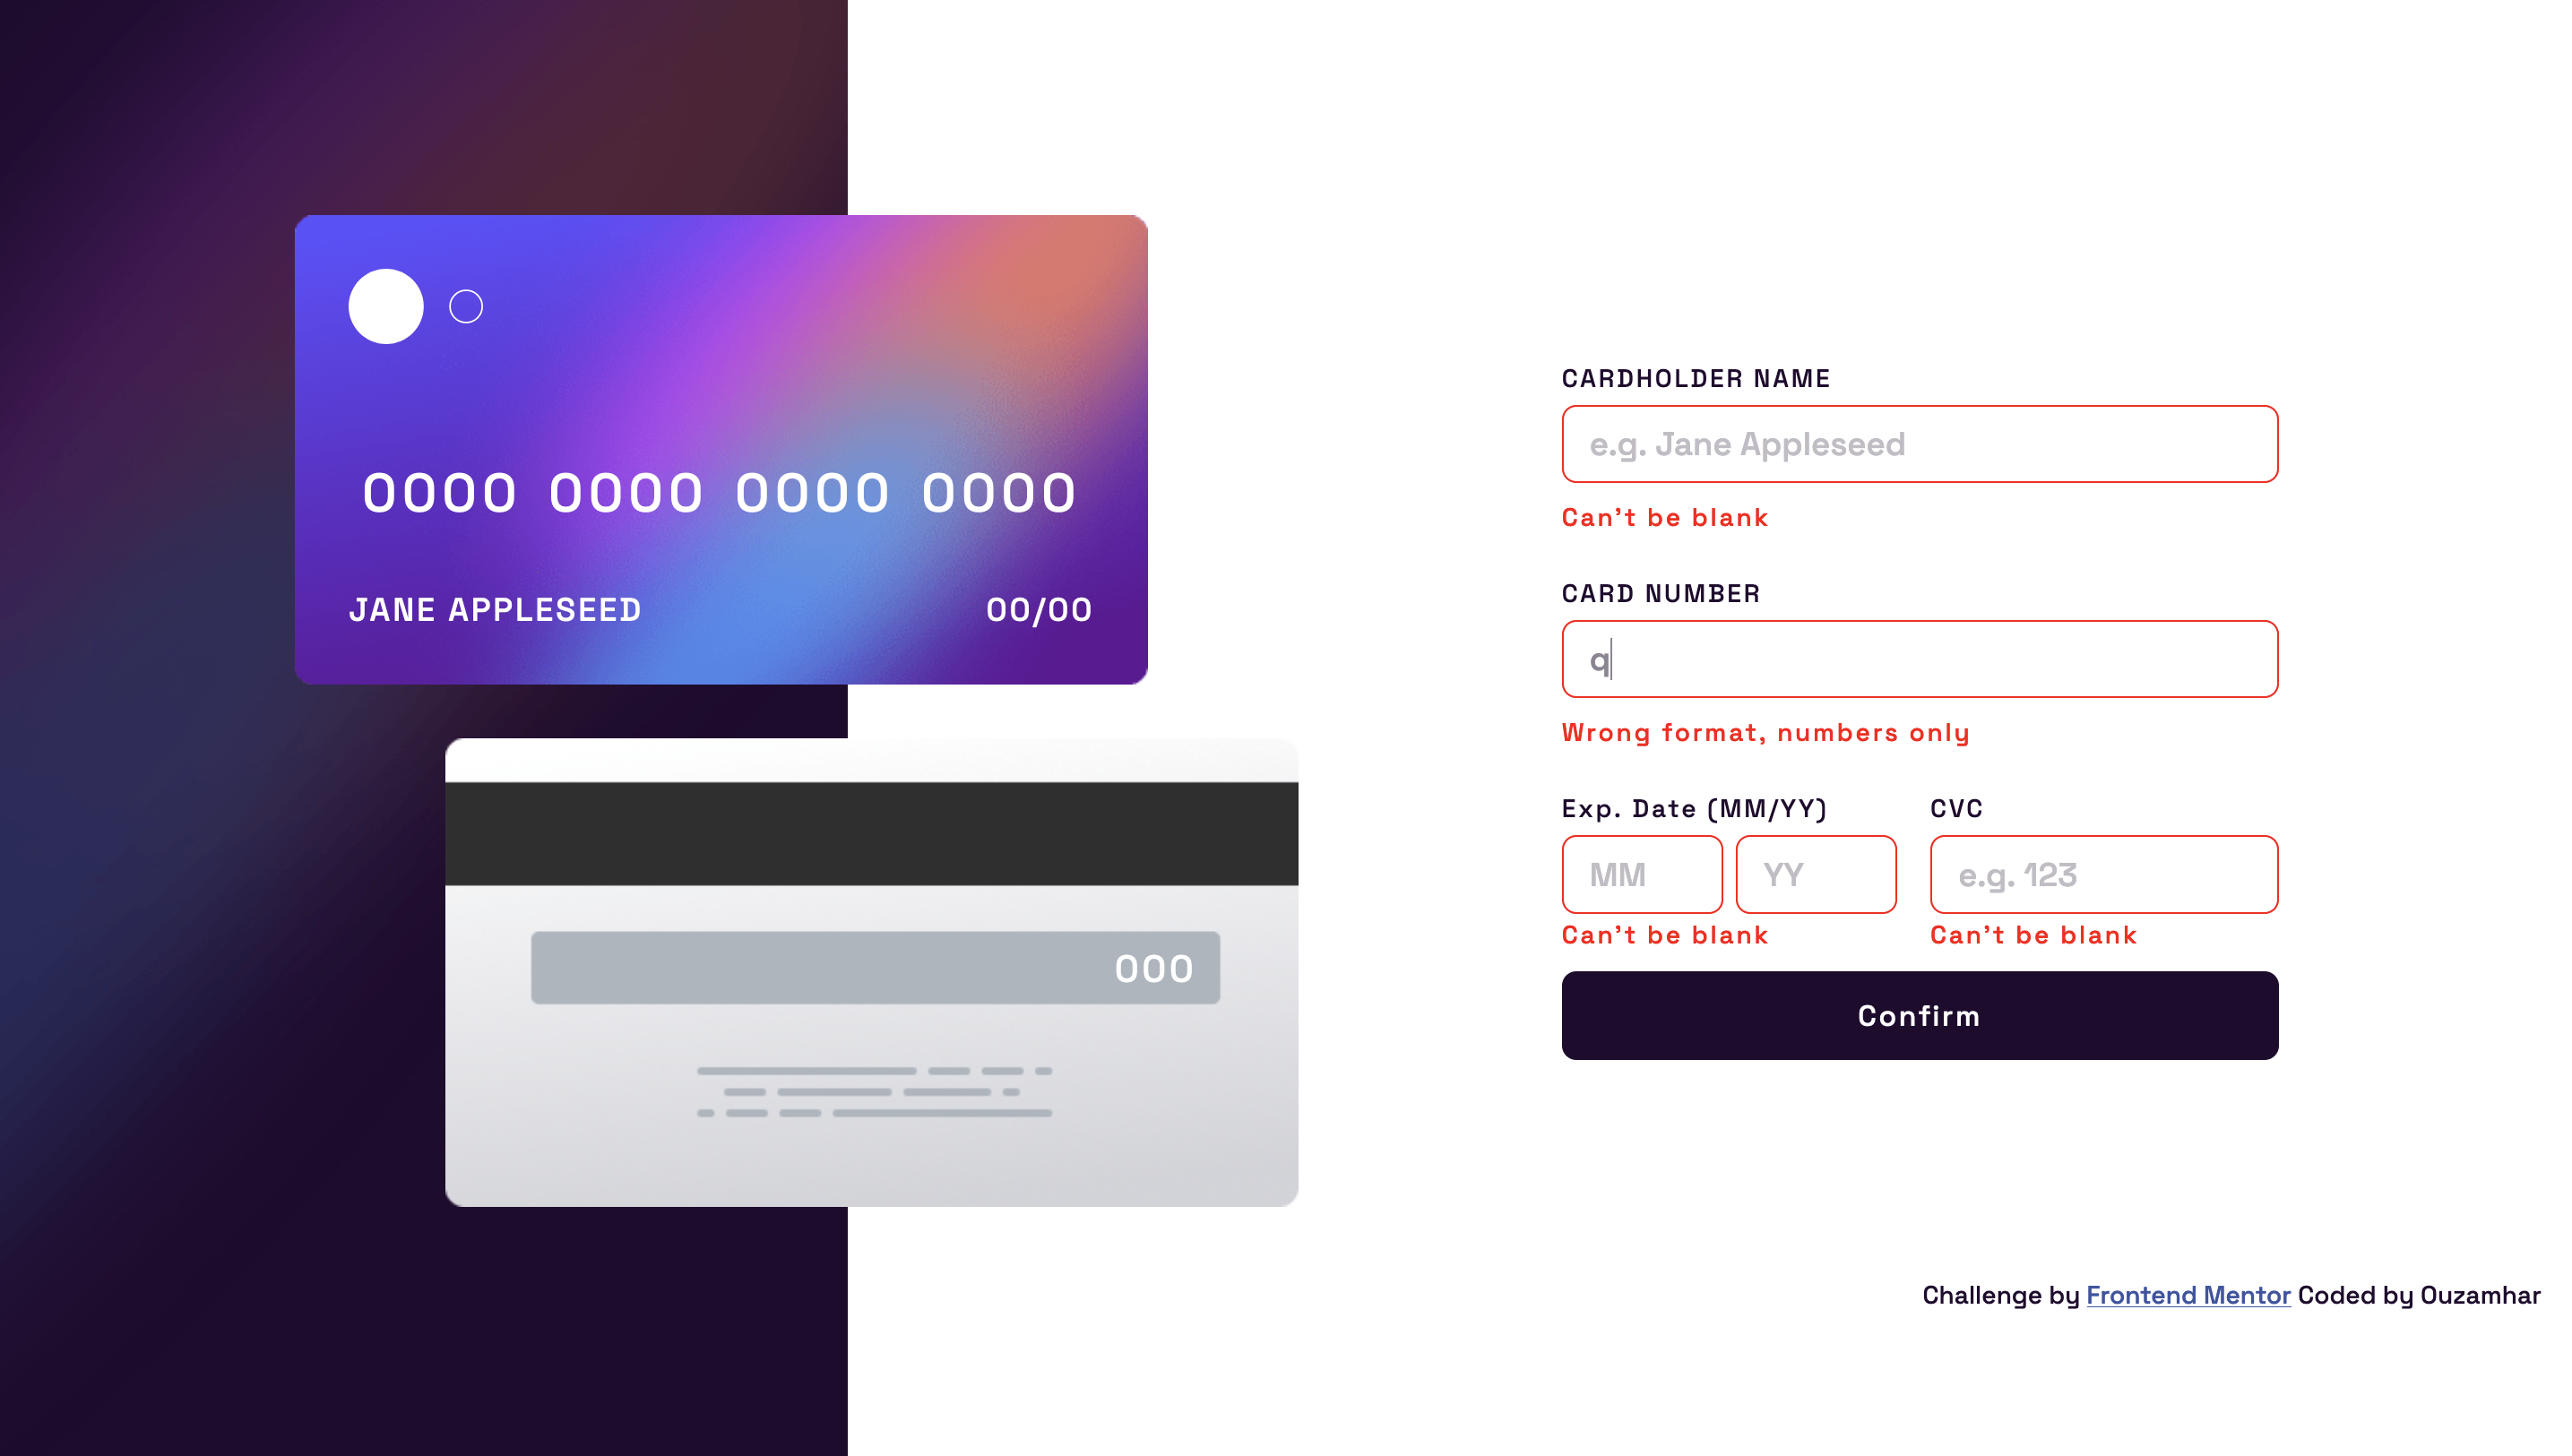 0000 0000 0000 0000
JANE APPLESEED 00/00
000
CARDHOLDER NAME
e.g. Jane Appleseed
Can't be blank
CARD NUMBER
q
Wrong format, numbers only
Exp. Date (MM/YY) CVC
MM YY e.g. 123
Can't be blank Can't be blank
Confirm
Challenge by Frontend Mentor Coded by Ouzamhar